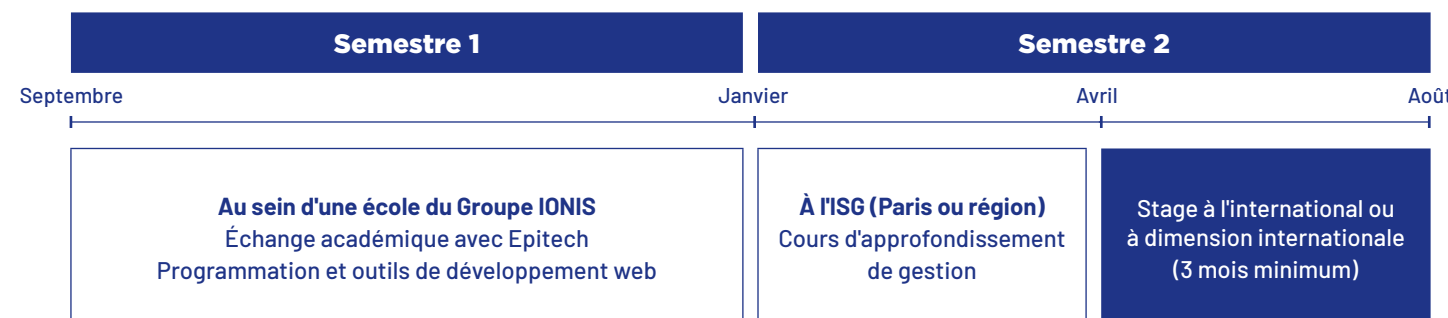 Semestre 1
Semestre 2
Septembre
Janvier
Avril
Août
Au sein d'une école du Groupe IONIS
Échange académique avec Epitech
Programmation et outils de développement web
À l'ISG (Paris ou région)
Cours d'approfondissement
de gestion
Stage à l'international ou
à dimension internationale
(3 mois minimum)